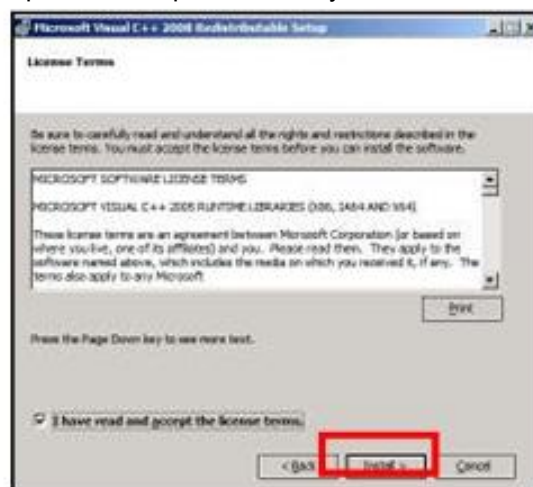 Microsoft Visual C++ 2008 Redistributable Setup
License Terms
Be sure to carefully read and understand all the rights and restrictions described in the
license terms. You must accept the license terms before you can install the software.
MICROSOFT SOFTWARE LICENSE TERMS
MICROSOFT VISUAL C++ 2008 RUNTIME LIBRARIES (X86, IA64 AND X64)
These license terms are an agreement between Microsoft Corporation (or based on
where you live, one of its affiliates) and you. Please read them. They apply to the
software named above, which includes the media on which you received it, if any. The
terms also apply to any Microsoft
Print
Press the Page Down key to see more text.
I have read and accept the license terms.
< Back
Install >
Cancel